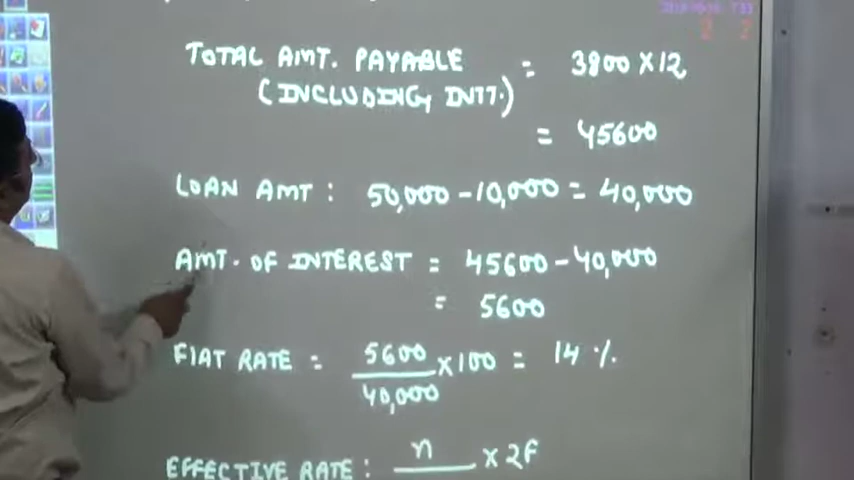 TOTAL AMT. PAYABLE = 3800 X 12
(INCLUDING INTT.)
= 45600
LOAN AMT : 50,000 - 10,000 = 40,000
AMT. OF INTEREST = 45600 - 40,000
= 5600
FLAT RATE = 5600 / 40,000 X 100 = 14 %.
EFFECTIVE RATE : n / X 2F